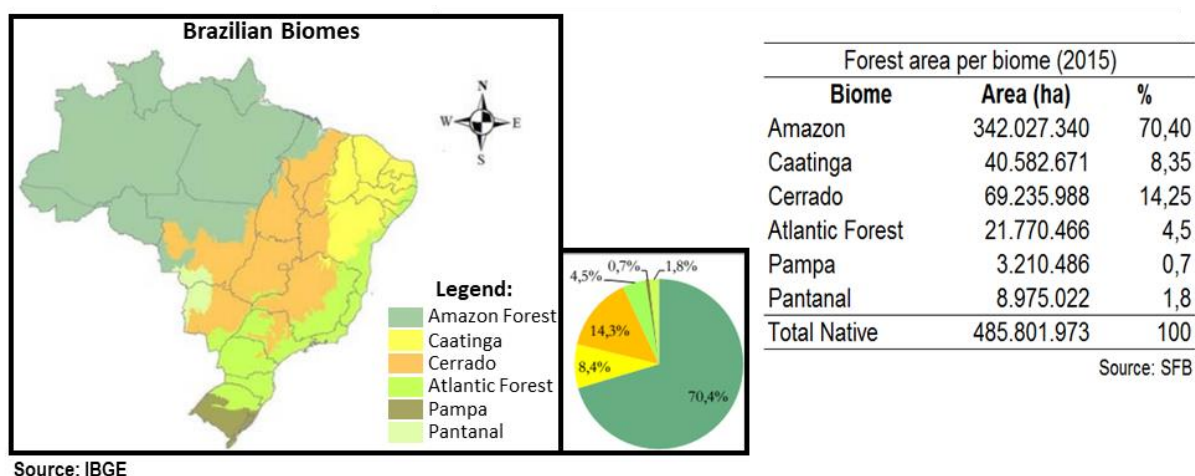 Brazilian Biomes
N
W
E
S
Legend:
Amazon Forest
Caatinga
Cerrado
Atlantic Forest
Pampa
Pantanal
Source: IBGE
4,5%
0,7%
1,8%
14,3%
8,4%
70,4%
Forest area per biome (2015)
Biome Area (ha) %
Amazon 342.027.340 70,40
Caatinga 40.582.671 8,35
Cerrado 69.235.988 14,25
Atlantic Forest 21.770.466 4,5
Pampa 3.210.486 0,7
Pantanal 8.975.022 1,8
Total Native 485.801.973 100
Source: SFB